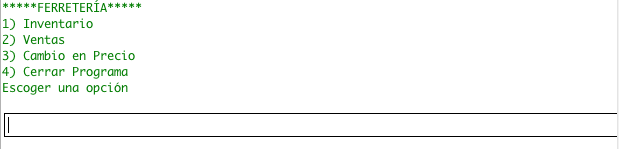 *****FERRETERÍA*****
1) Inventario
2) Ventas
3) Cambio en Precio
4) Cerrar Programa
Escoger una opción